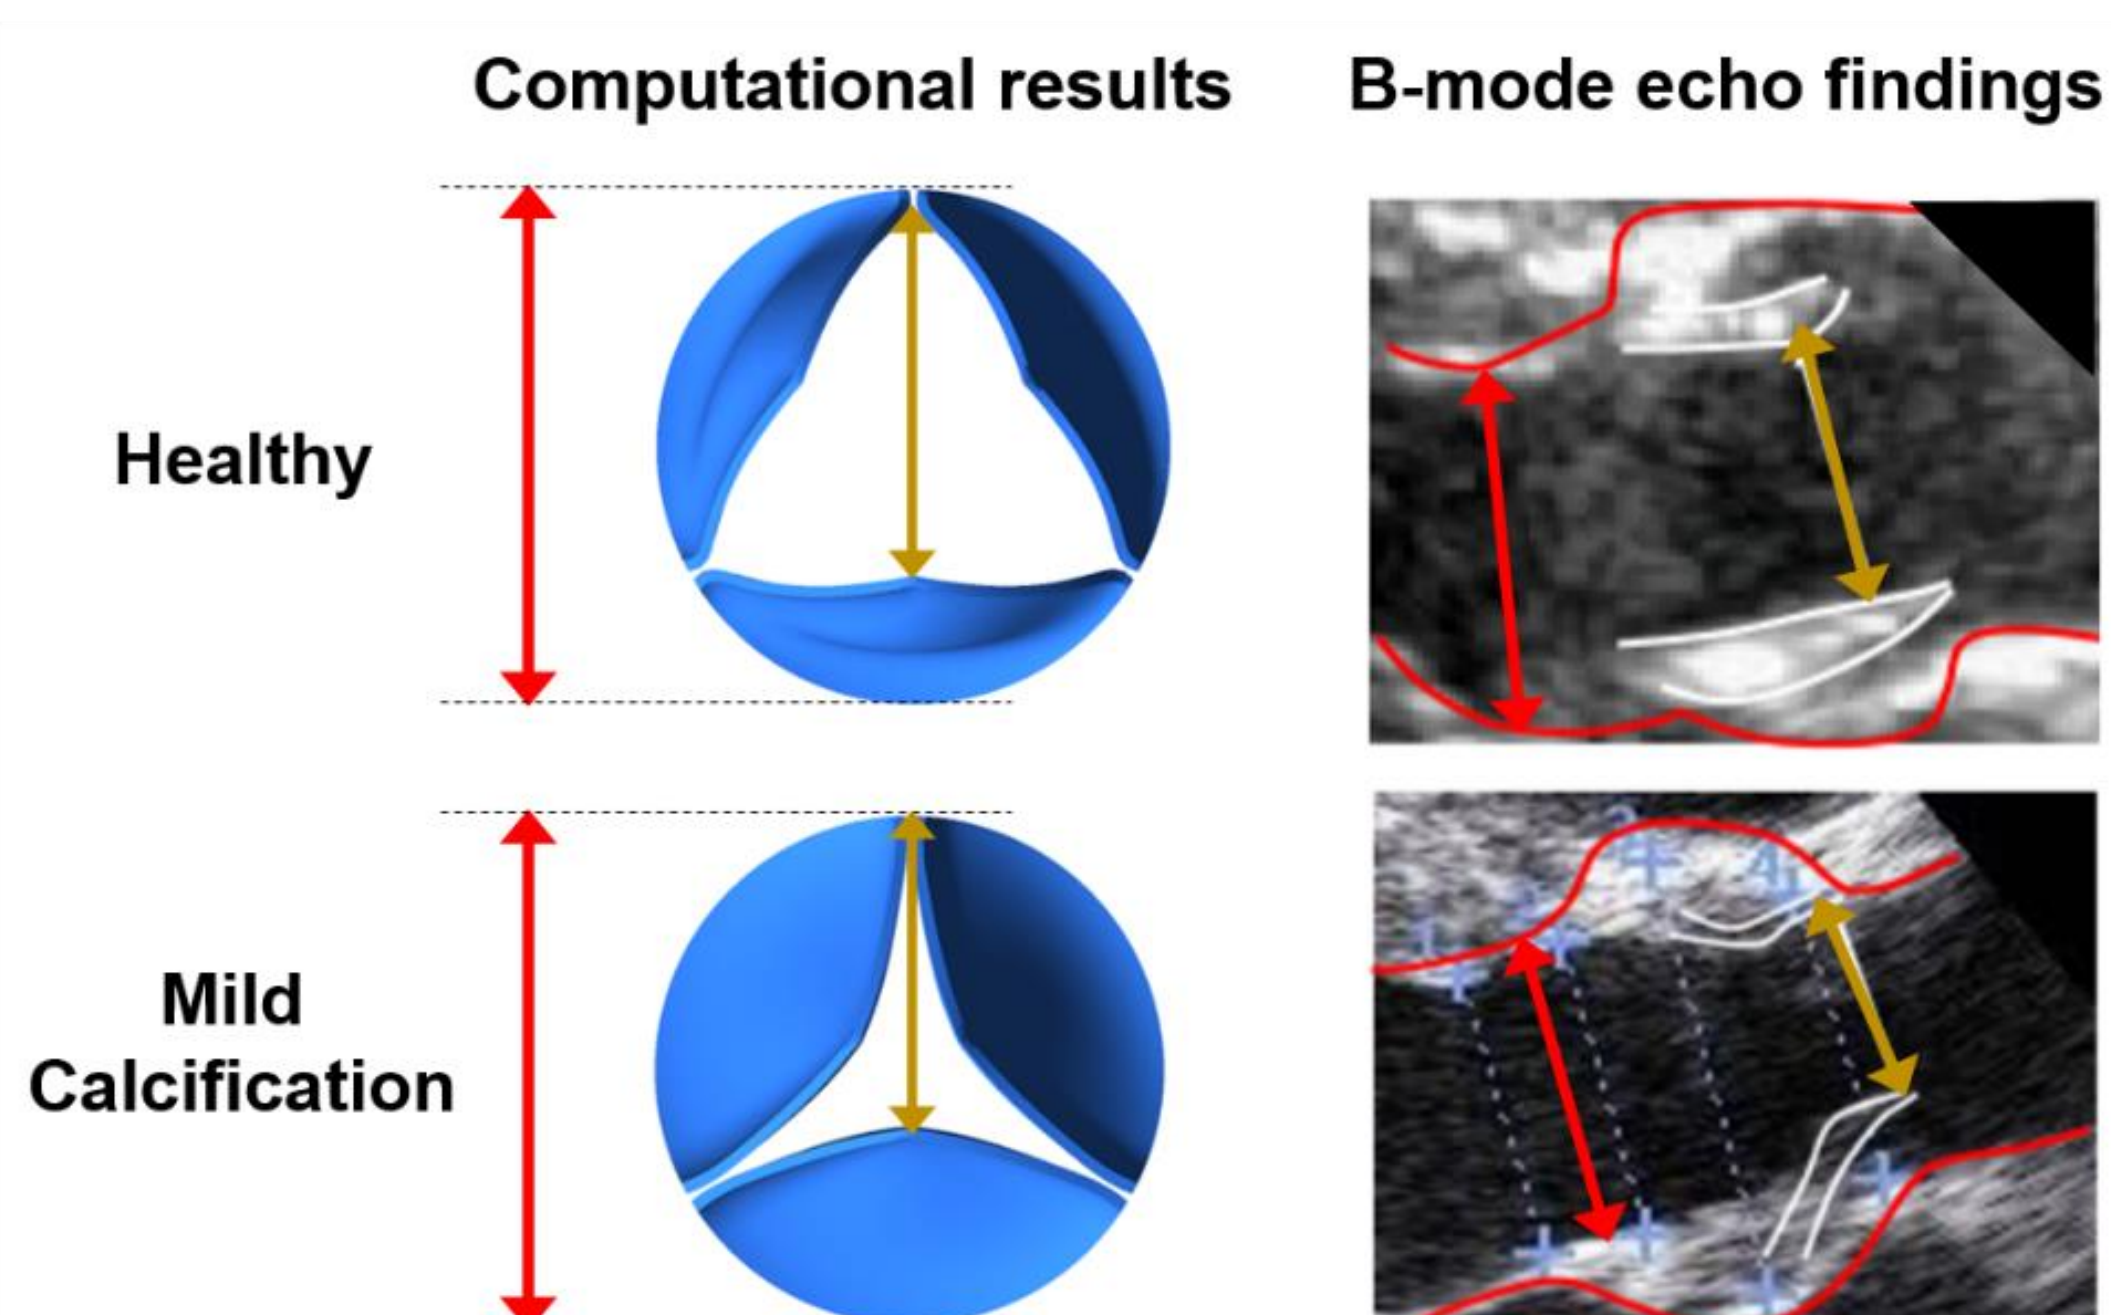 Computational results
B-mode echo findings
Healthy
Mild
Calcification